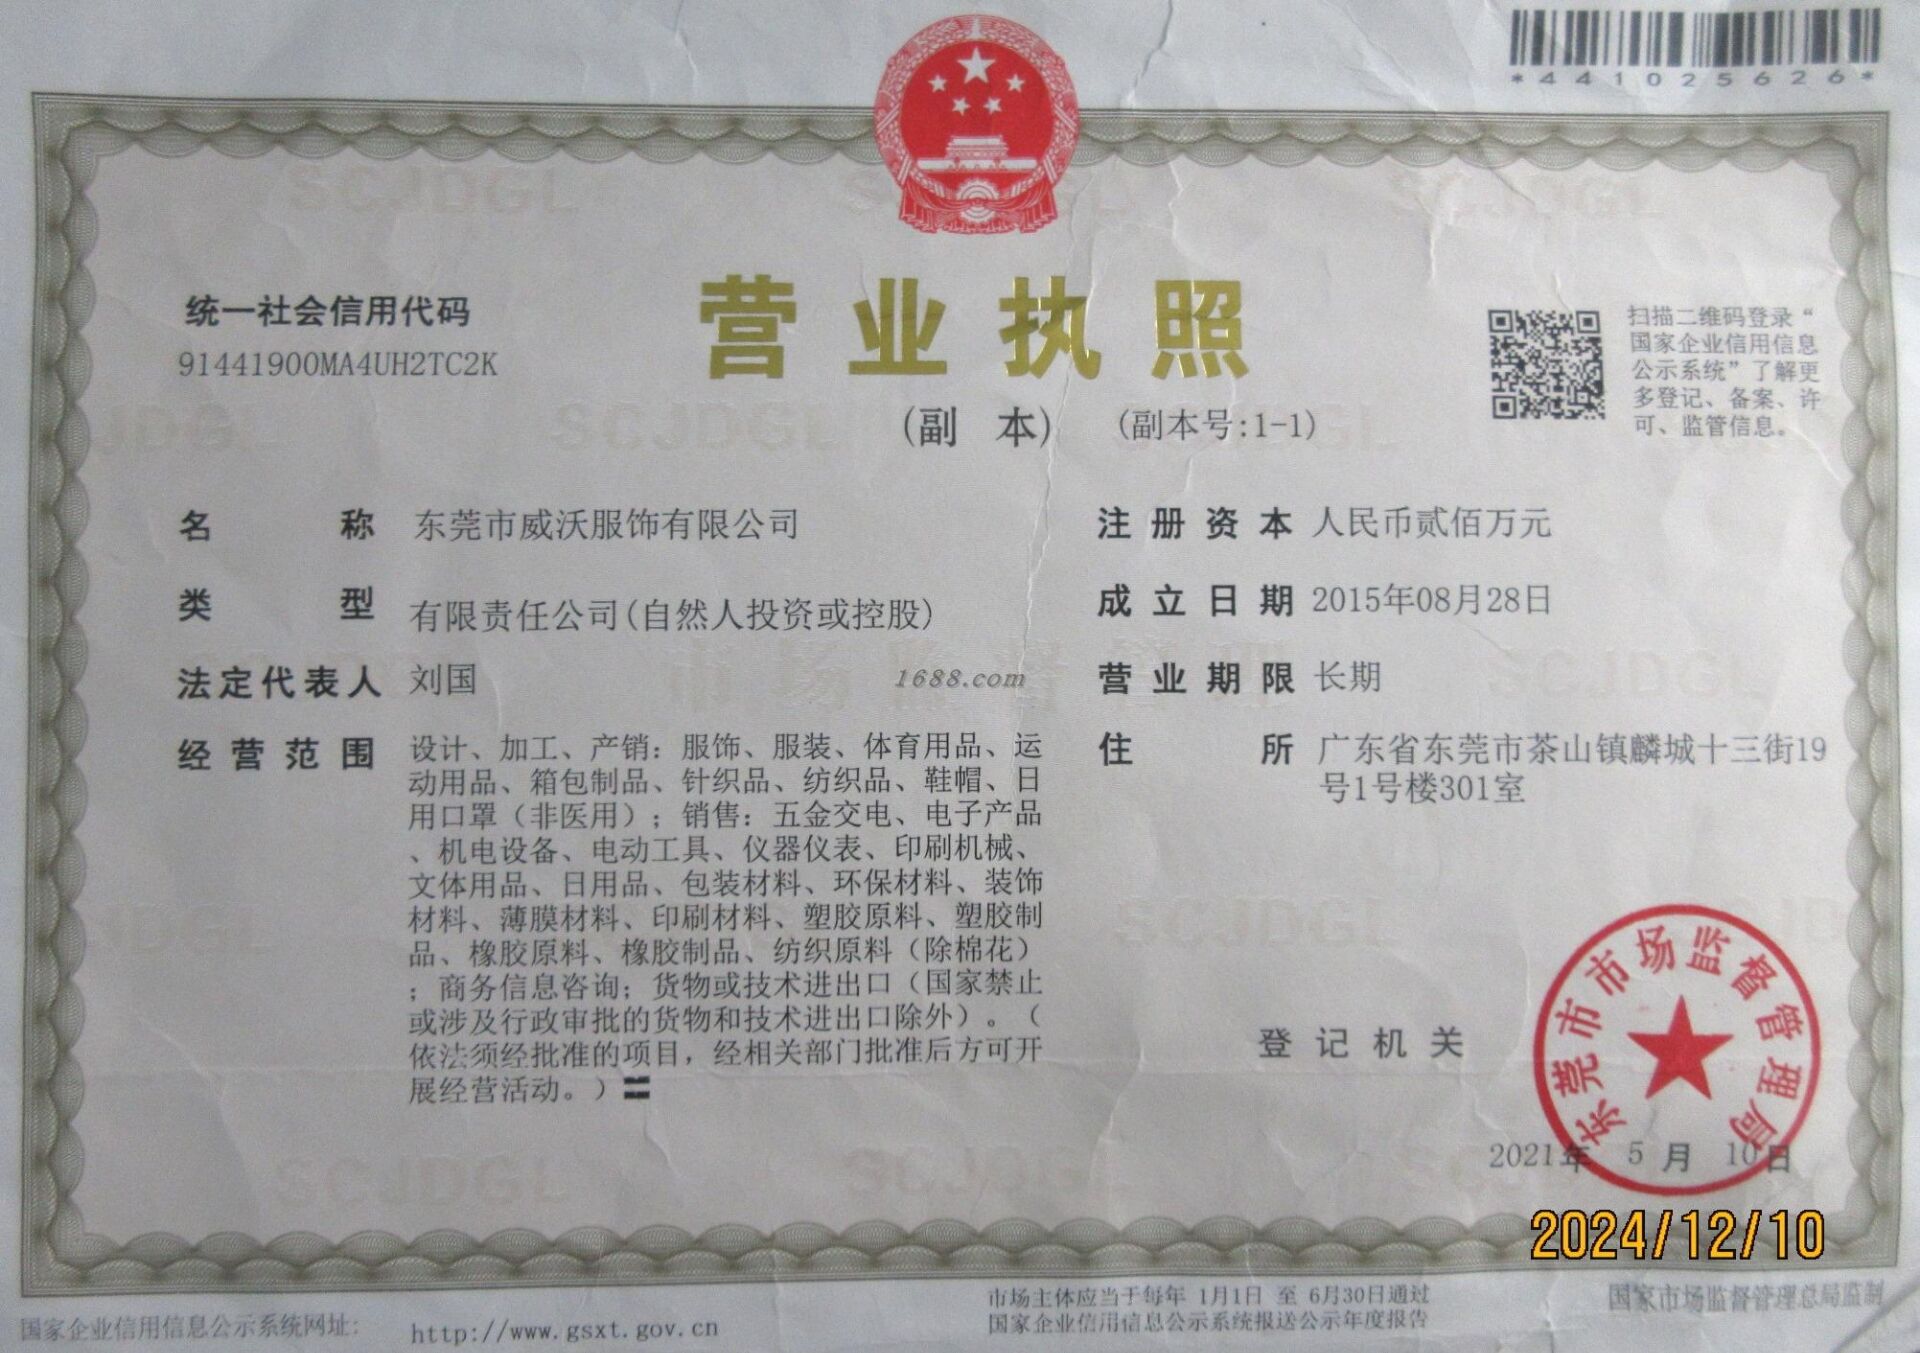 *441025626*
统一社会信用代码
91441900MA4UH2TC2K
营业执照
(副 本) (副本号:1-1)
扫描二维码登录“
国家企业信用信息
公示系统”了解更
多登记、备案、许
可、监管信息。
名 称 东莞市威沃服饰有限公司
类 型 有限责任公司(自然人投资或控股)
法定代表人 刘国
1688.com
经营范围 设计、加工、产销：服饰、服装、体育用品、运
动用品、箱包制品、针织品、纺织品、鞋帽、日
用口罩（非医用）；销售：五金交电、电子产品
、机电设备、电动工具、仪器仪表、印刷机械、
文体用品、日用品、包装材料、环保材料、装饰
材料、薄膜材料、印刷材料、塑胶原料、塑胶制
品、橡胶原料、橡胶制品、纺织原料（除棉花）
；商务信息咨询；货物或技术进出口（国家禁止
或涉及行政审批的货物和技术进出口除外）。（
依法须经批准的项目，经相关部门批准后方可开
展经营活动。）
注册资本 人民币贰佰万元
成立日期 2015年08月28日
营业期限 长期
住 所 广东省东莞市茶山镇麟城十三街19
号1号楼301室
登记机关
东莞市市场监督管理局
2021年 5 月 10日
2024/12/10
国家企业信用信息公示系统网址: http://www.gsxt.gov.cn
市场主体应当于每年 1月1日 至 6月30日通过
国家企业信用信息公示系统报送公示年度报告
国家市场监督管理总局监制
SCJDGL